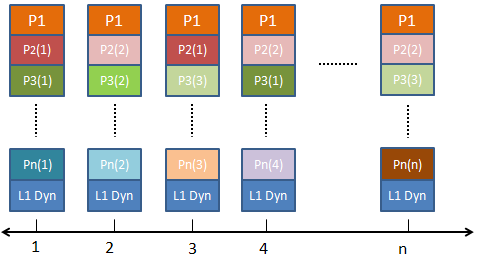 P1 P1 P1 P1 P1
P2(1) P2(2) P2(1) P2(2) P2(2)
P3(1) P3(2) P3(3) P3(1) P3(3)
Pn(1) Pn(2) Pn(3) Pn(4) Pn(n)
L1 Dyn L1 Dyn L1 Dyn L1 Dyn L1 Dyn
1 2 3 4 n